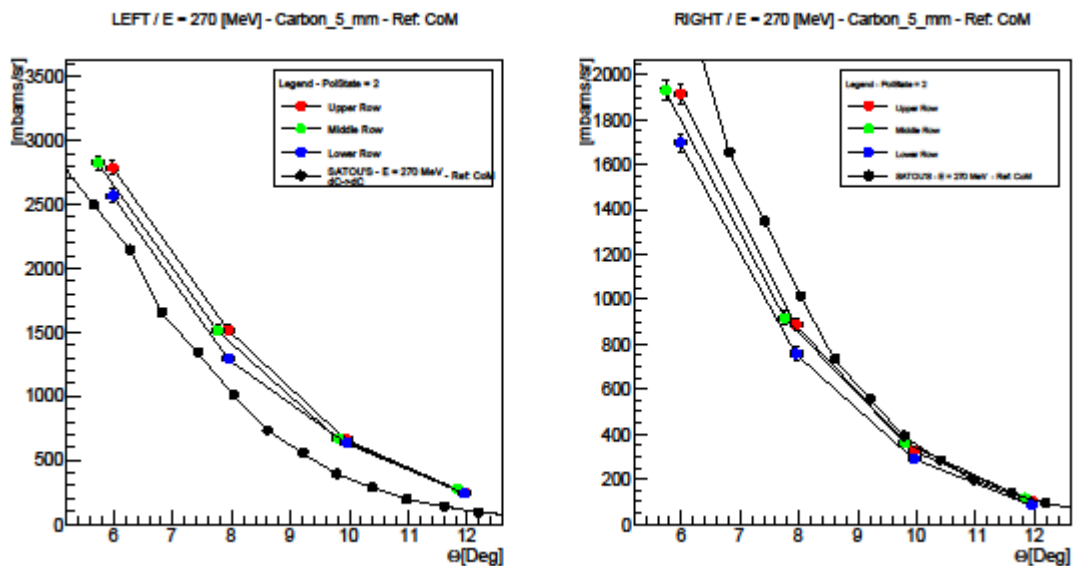 LEFT / E = 270 [MeV] - Carbon_5_mm - Ref: CoM
[mbarns/sr]
3500
3000
2500
2000
1500
1000
500
0
6 7 8 9 10 11 12
Θ[Deg]
Legend - PolState = 2
Upper Row
Middle Row
Lower Row
SATOU'S - E = 270 MeV - Ref: CoM
dC->dC
RIGHT / E = 270 [MeV] - Carbon_5_mm - Ref: CoM
[mbarns/sr]
2000
1800
1600
1400
1200
1000
800
600
400
200
0
6 7 8 9 10 11 12
Θ[Deg]
Legend - PolState = 2
Upper Row
Middle Row
Lower Row
SATOU'S - E = 270 MeV - Ref: CoM